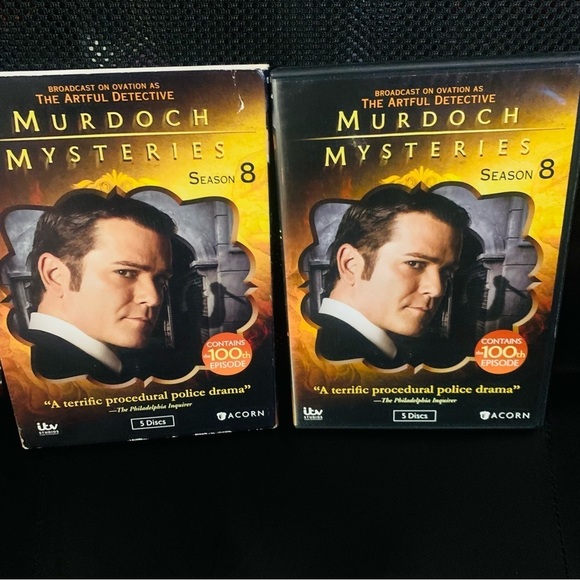 BROADCAST ON OVATION AS
THE ARTFUL DETECTIVE
MURDOCH
MYSTERIES
SEASON 8
CONTAINS
the 100th
EPISODE
"A terrific procedural police drama"
—The Philadelphia Inquirer
itv
STUDIOS
5 Discs
ACORN
BROADCAST ON OVATION AS
THE ARTFUL DETECTIVE
MURDOCH
MYSTERIES
SEASON 8
CONTAINS
the 100th
EPISODE
"A terrific procedural police drama"
—The Philadelphia Inquirer
itv
STUDIOS
5 Discs
ACORN